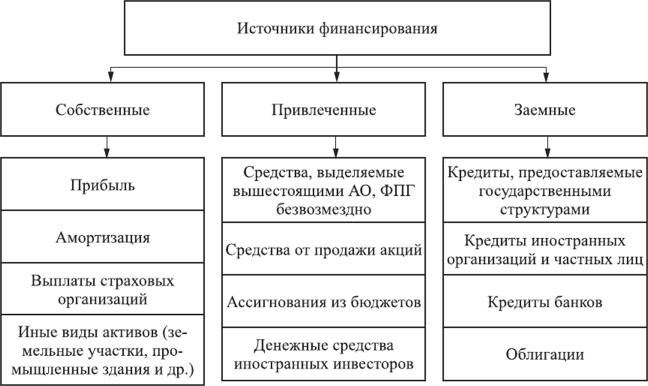 Источники финансирования
Собственные
Привлеченные
Заемные
Прибыль
Амортизация
Выплаты страховых
организаций
Иные виды активов (зе-
мельные участки, про-
мыщленные здания и др.)
Средства, выделяемые
вышестоящими АО, ФПГ
безвозмездно
Средства от продажи акций
Ассигнования из бюджетов
Денежные средства
иностранных инвесторов
Кредиты, предоставляемые
государственными
структурами
Кредиты иностранных
организаций и частных лиц
Кредиты банков
Облигации